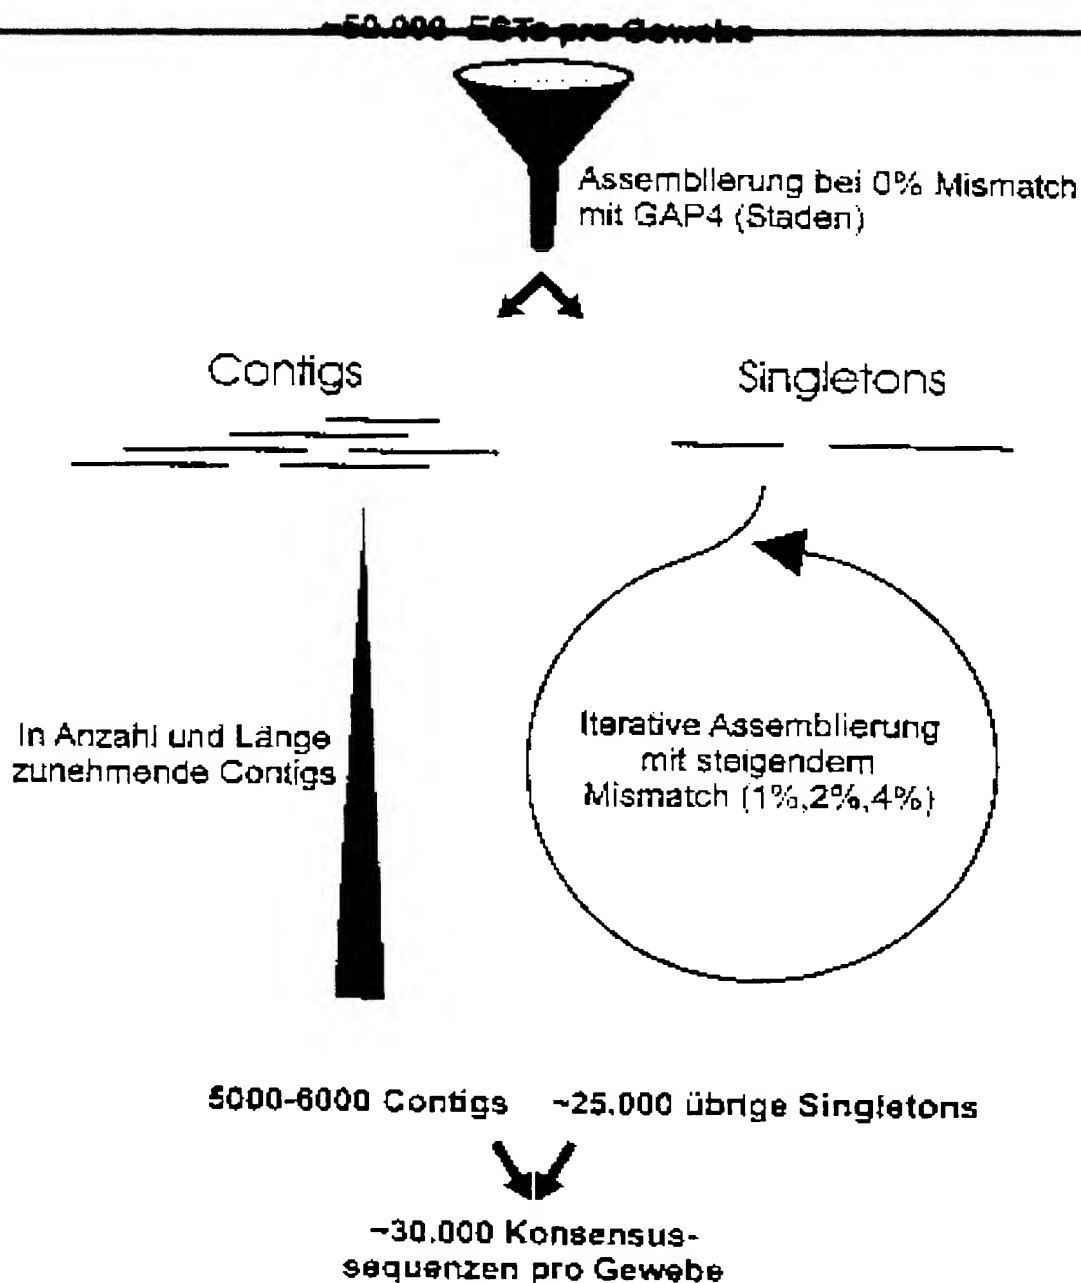 ~50.000 ESTs pro Gewebe
Assemblierung bei 0% Mismatch
mit GAP4 (Staden)
Contigs
Singletons
In Anzahl und Länge
zunehmende Contigs
Iterative Assemblierung
mit steigendem
Mismatch (1%,2%,4%)
5000-6000 Contigs
~25.000 übrige Singletons
~30.000 Konsensus-
sequenzen pro Gewebe